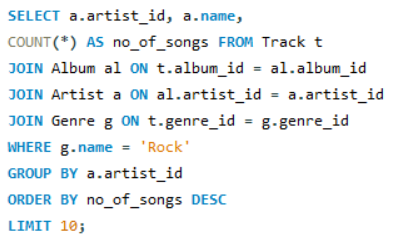 SELECT a.artist_id, a.name,
COUNT(*) AS no_of_songs FROM Track t
JOIN Album al ON t.album_id = al.album_id
JOIN Artist a ON al.artist_id = a.artist_id
JOIN Genre g ON t.genre_id = g.genre_id
WHERE g.name = 'Rock'
GROUP BY a.artist_id
ORDER BY no_of_songs DESC
LIMIT 10;